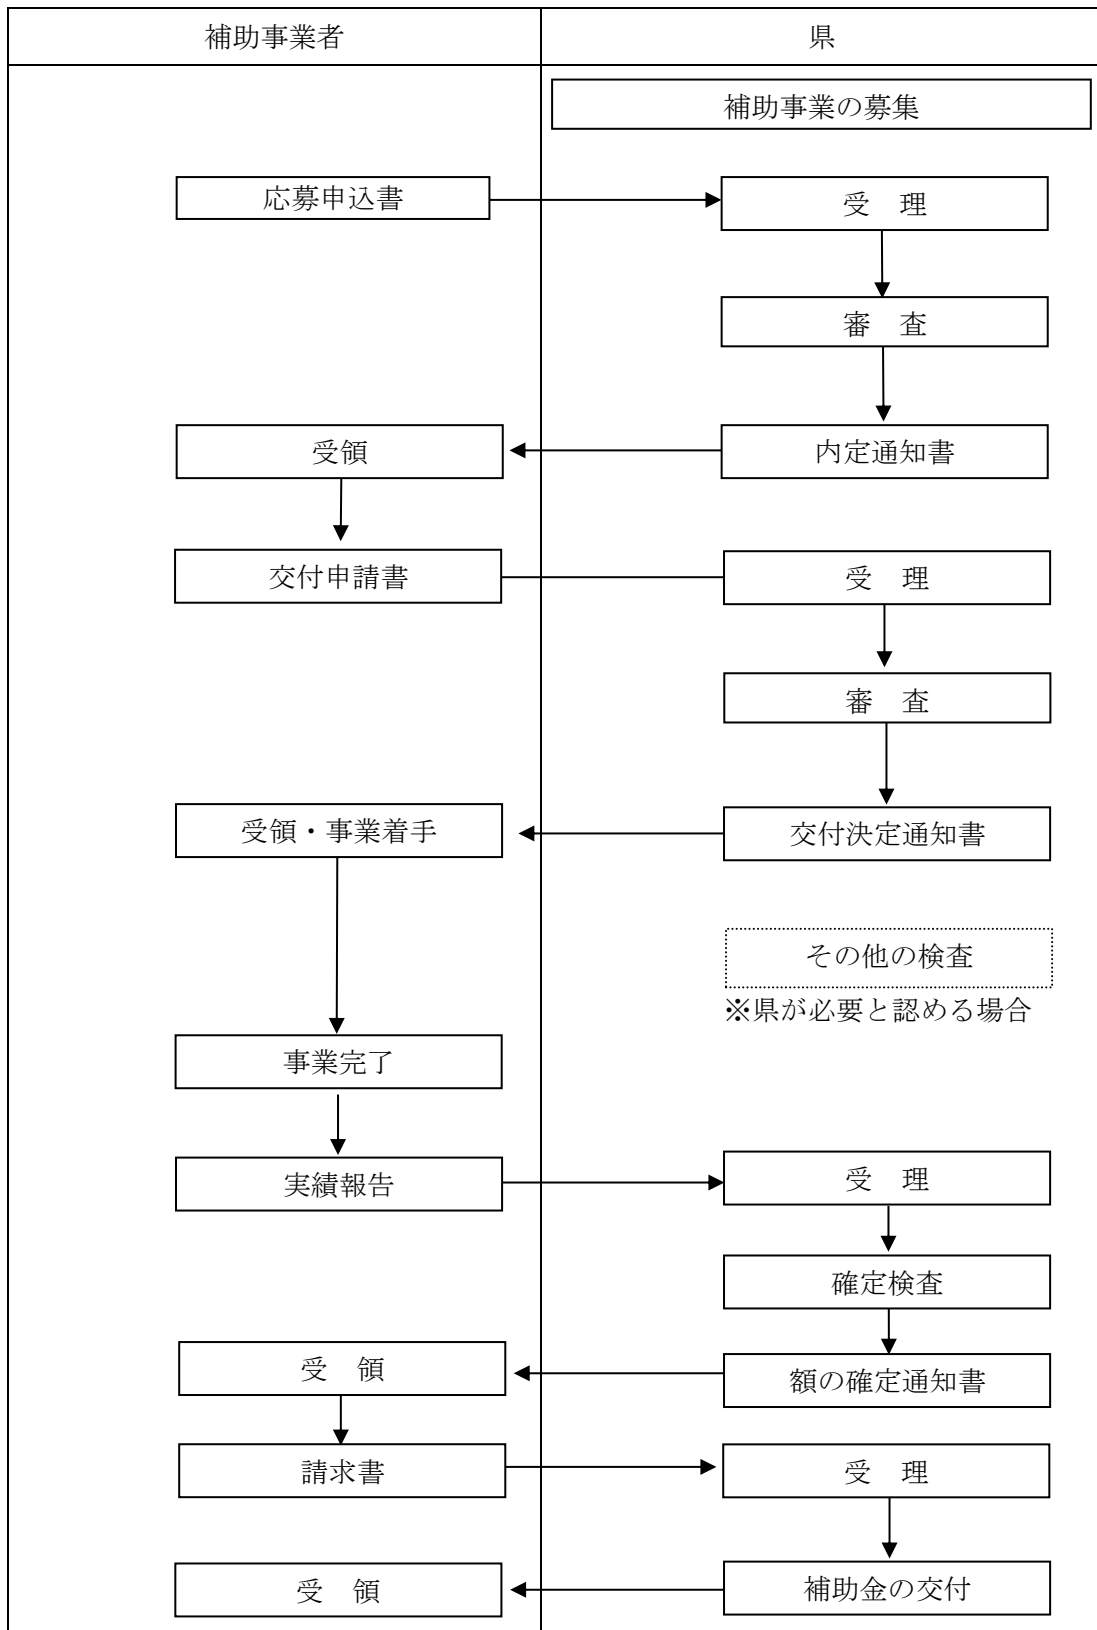 補助事業者
県
補助事業の募集
応募申込書
受　理
審　査
受領
内定通知書
交付申請書
受　理
審　査
受領・事業着手
交付決定通知書
その他の検査
※県が必要と認める場合
事業完了
実績報告
受　理
確定検査
受　領
額の確定通知書
請求書
受　理
受　領
補助金の交付